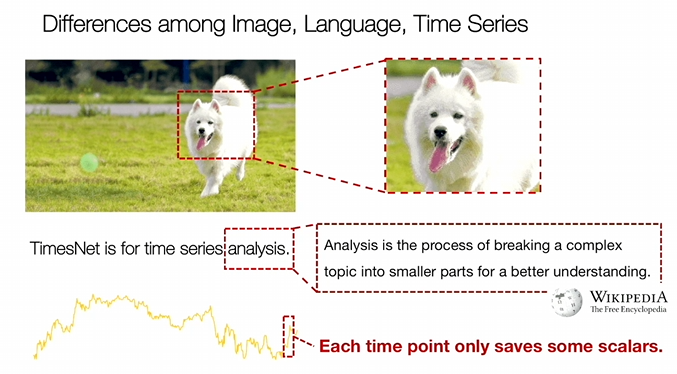 Differences among Image, Language, Time Series
TimesNet is for time series analysis.
Analysis is the process of breaking a complex
topic into smaller parts for a better understanding.
WIKIPEDIA
The Free Encyclopedia
Each time point only saves some scalars.